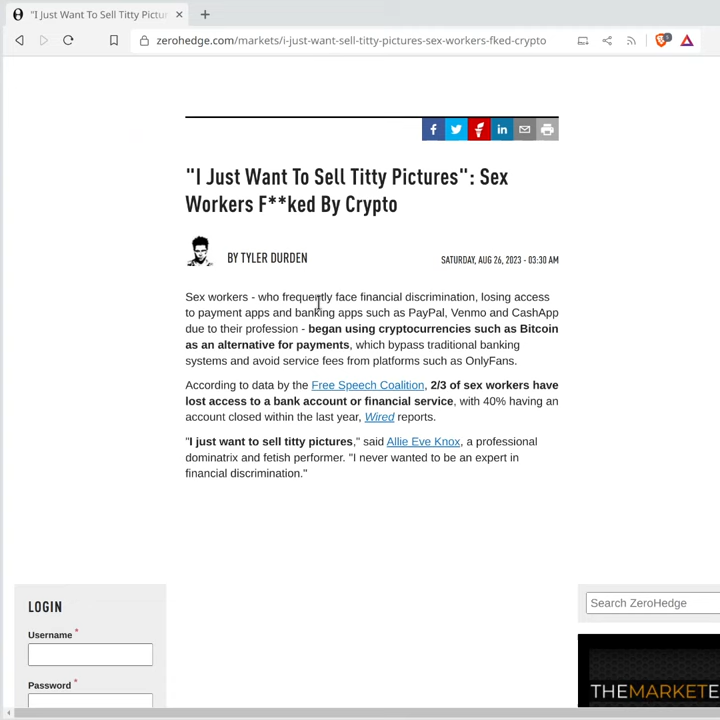 "I Just Want To Sell Titty Pictur
zerohedge.com/markets/i-just-want-sell-titty-pictures-sex-workers-fked-crypto
"I Just Want To Sell Titty Pictures": Sex
Workers F**ked By Crypto
BY TYLER DURDEN
SATURDAY, AUG 26, 2023 - 03:30 AM
Sex workers - who frequently face financial discrimination, losing access
to payment apps and banking apps such as PayPal, Venmo and CashApp
due to their profession - began using cryptocurrencies such as Bitcoin
as an alternative for payments, which bypass traditional banking
systems and avoid service fees from platforms such as OnlyFans.
According to data by the Free Speech Coalition, 2/3 of sex workers have
lost access to a bank account or financial service, with 40% having an
account closed within the last year, Wired reports.
"I just want to sell titty pictures," said Allie Eve Knox, a professional
dominatrix and fetish performer. "I never wanted to be an expert in
financial discrimination."
LOGIN
Username *
Password *
Search ZeroHedge
THEMARKETE